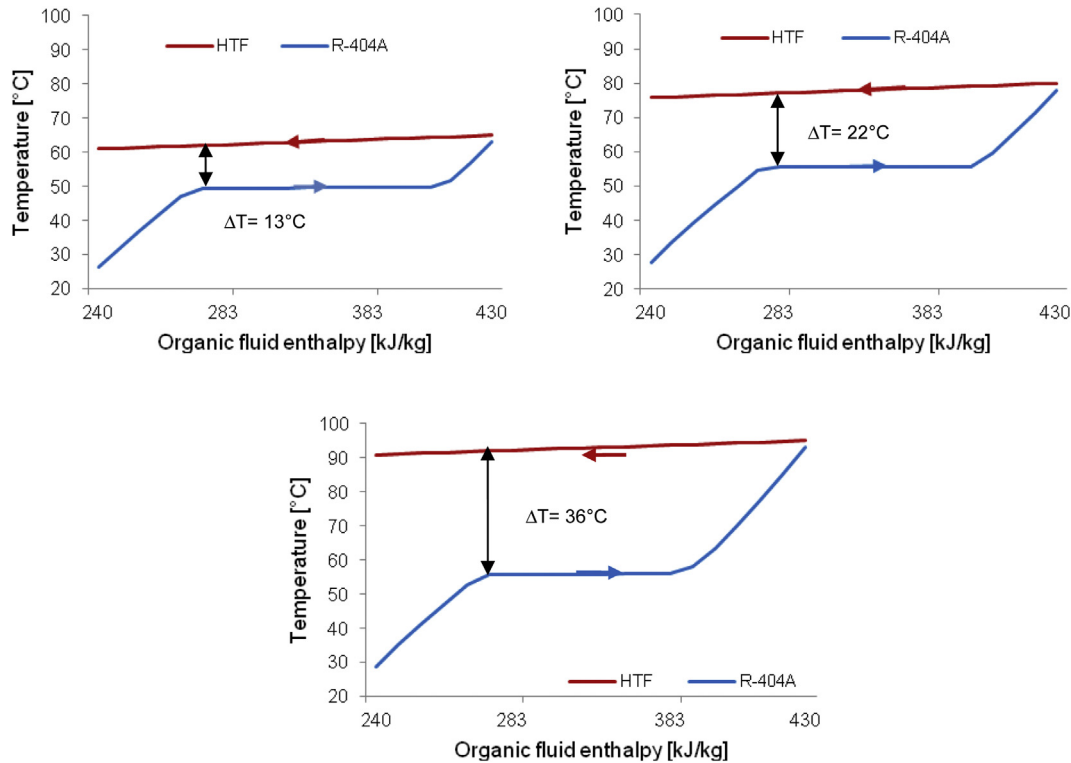 100
90
80
70
60
50
40
30
20
Temperature [°C]
HTF
R-404A
ΔT= 13°C
240 283 383 430
Organic fluid enthalpy [kJ/kg]
100
90
80
70
60
50
40
30
20
Temperature [°C]
HTF
R-404A
ΔT= 22°C
240 283 383 430
Organic fluid enthalpy [kJ/kg]
100
90
80
70
60
50
40
30
20
Temperature [°C]
ΔT= 36°C
HTF
R-404A
240 283 383 430
Organic fluid enthalpy [kJ/kg]